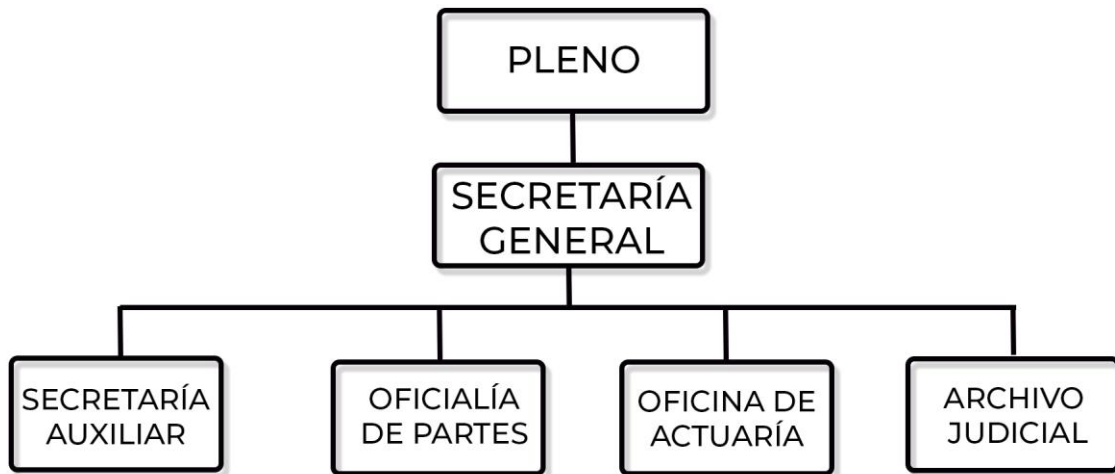 PLENO
SECRETARÍA
GENERAL
SECRETARÍA
AUXILIAR
OFICIALÍA
DE PARTES
OFICINA DE
ACTUARÍA
ARCHIVO
JUDICIAL